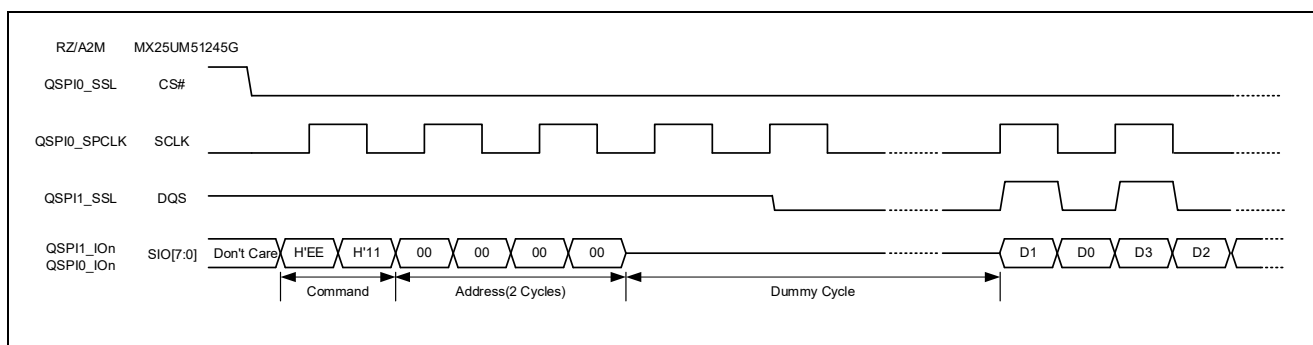 RZ/A2M MX25UM51245G
QSPI0_SSL CS#
QSPI0_SPCLK SCLK
QSPI1_SSL DQS
QSPI1_IOn
QSPI0_IOn SIO[7:0] Don't Care H'EE H'11 00 00 00 00 D1 D0 D3 D2
Command Address(2 Cycles) Dummy Cycle